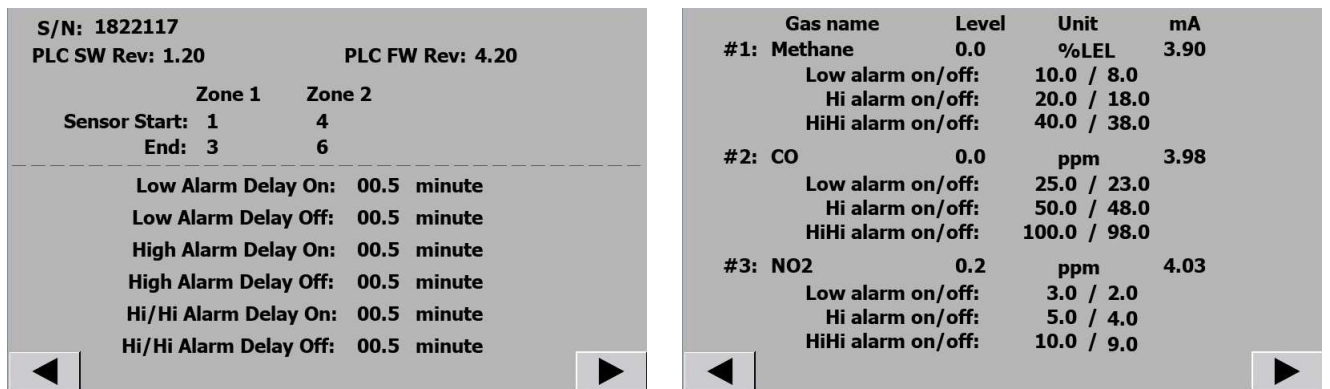 S/N: 1822117
PLC SW Rev: 1.20 PLC FW Rev: 4.20
Zone 1 Zone 2
Sensor Start: 1 4
End: 3 6
Low Alarm Delay On: 00.5 minute
Low Alarm Delay Off: 00.5 minute
High Alarm Delay On: 00.5 minute
High Alarm Delay Off: 00.5 minute
Hi/Hi Alarm Delay On: 00.5 minute
Hi/Hi Alarm Delay Off: 00.5 minute
Gas name Level Unit mA
#1: Methane 0.0 %LEL 3.90
Low alarm on/off: 10.0 / 8.0
Hi alarm on/off: 20.0 / 18.0
HiHi alarm on/off: 40.0 / 38.0
#2: CO 0.0 ppm 3.98
Low alarm on/off: 25.0 / 23.0
Hi alarm on/off: 50.0 / 48.0
HiHi alarm on/off: 100.0 / 98.0
#3: NO2 0.2 ppm 4.03
Low alarm on/off: 3.0 / 2.0
Hi alarm on/off: 5.0 / 4.0
HiHi alarm on/off: 10.0 / 9.0